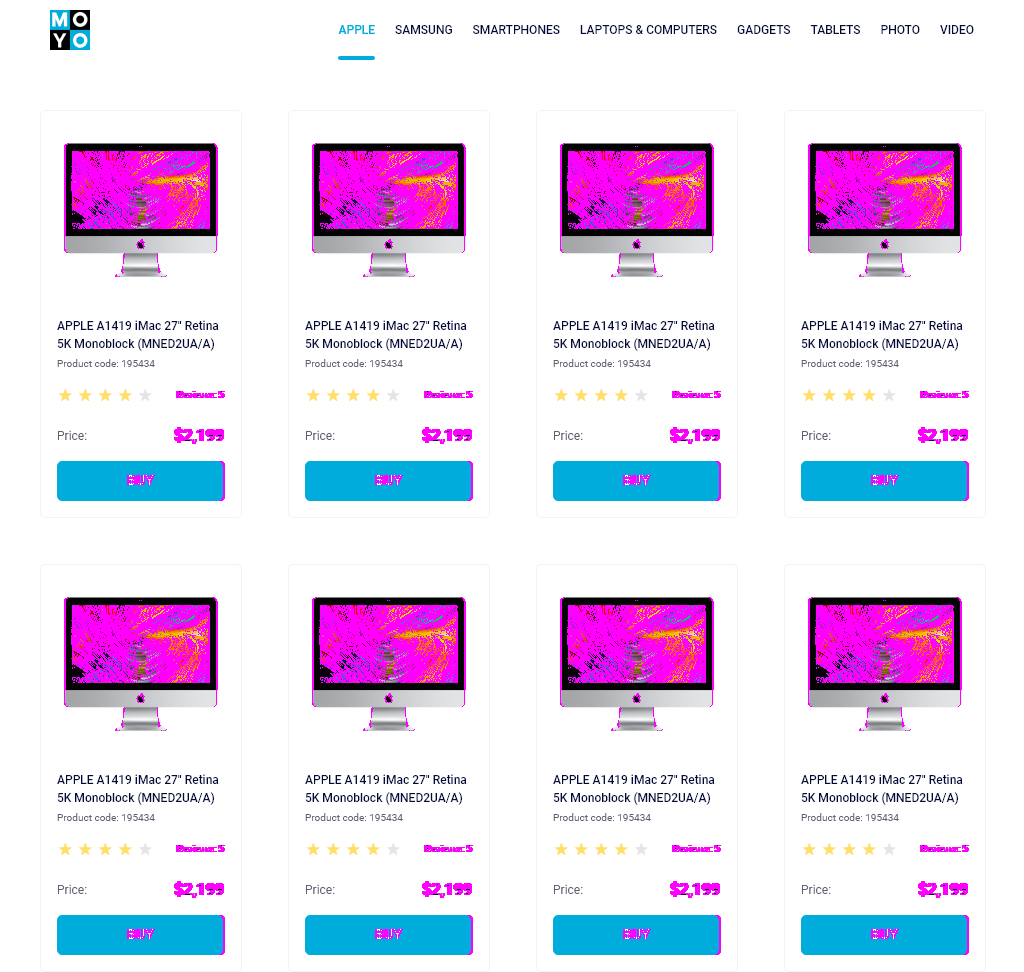 MO
YO
APPLE SAMSUNG SMARTPHONES LAPTOPS & COMPUTERS GADGETS TABLETS PHOTO VIDEO
APPLE A1419 iMac 27" Retina APPLE A1419 iMac 27" Retina APPLE A1419 iMac 27" Retina APPLE A1419 iMac 27" Retina
5K Monoblock (MNED2UA/A) 5K Monoblock (MNED2UA/A) 5K Monoblock (MNED2UA/A) 5K Monoblock (MNED2UA/A)
Product code: 195434 Product code: 195434 Product code: 195434 Product code: 195434
Reviews: 5 Reviews: 5 Reviews: 5 Reviews: 5
Price: $2,199 Price: $2,199 Price: $2,199 Price: $2,199
BUY BUY BUY BUY
APPLE A1419 iMac 27" Retina APPLE A1419 iMac 27" Retina APPLE A1419 iMac 27" Retina APPLE A1419 iMac 27" Retina
5K Monoblock (MNED2UA/A) 5K Monoblock (MNED2UA/A) 5K Monoblock (MNED2UA/A) 5K Monoblock (MNED2UA/A)
Product code: 195434 Product code: 195434 Product code: 195434 Product code: 195434
Reviews: 5 Reviews: 5 Reviews: 5 Reviews: 5
Price: $2,199 Price: $2,199 Price: $2,199 Price: $2,199
BUY BUY BUY BUY